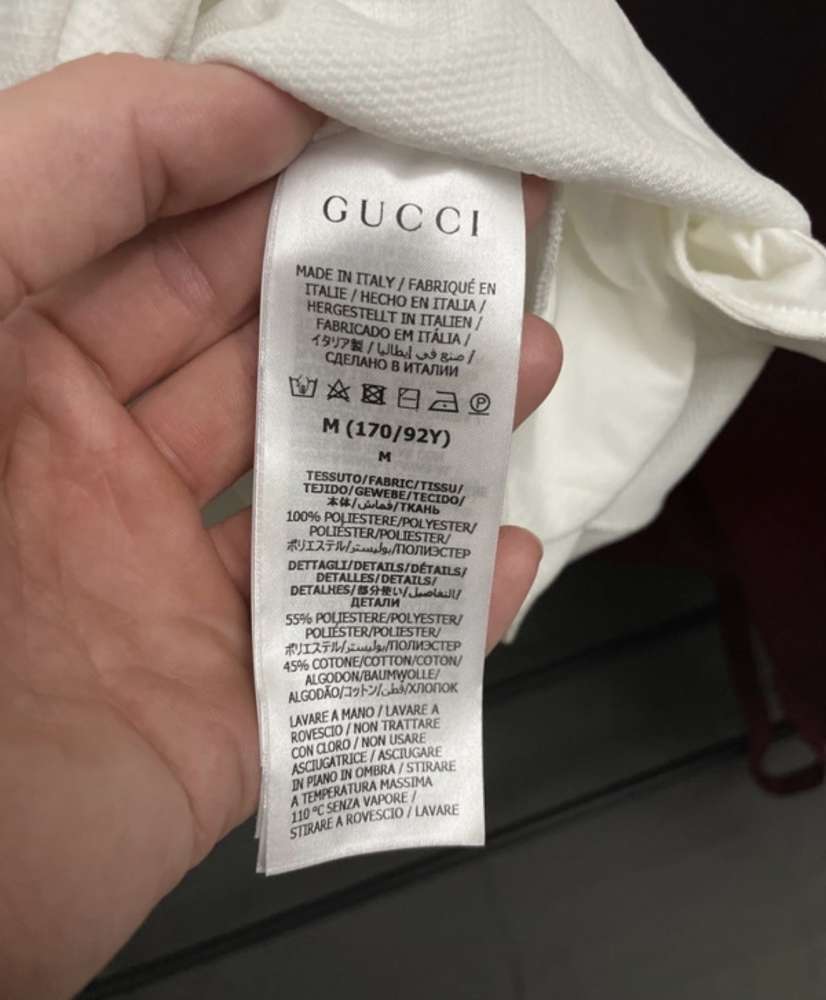 GUCCI
MADE IN ITALY / FABRIQUÉ EN
ITALIE / HECHO EN ITALIA /
HERGESTELLT IN ITALIEN /
FABRICADO EM ITÁLIA /
イタリア製 / صنع في إيطاليا /
СДЕЛАНО В ИТАЛИИ
P
M (170/92Y)
M
TESSUTO/FABRIC/TISSU/
TEJIDO/GEWEBE/TECIDO/
本体/قماش/ТКАНЬ
100% POLIESTERE/POLYESTER/
POLIÉSTER/POLIESTER/
ポリエステル/بوليستر/ПОЛИЭСТЕР
DETTAGLI/DETAILS/DÉTAILS/
DETALLES/DETAILS/
DETALHES/部分使い/التفاصيل/
ДЕТАЛИ
55% POLIESTERE/POLYESTER/
POLIÉSTER/POLIESTER/
ポリエステル/بوليستر/ПОЛИЭСТЕР
45% COTONE/COTTON/COTON/
ALGODON/BAUMWOLLE/
ALGODÃO/コットン/قطن/ХЛОПОК
LAVARE A MANO / LAVARE A
ROVESCIO / NON TRATTARE
CON CLORO / NON USARE
ASCIUGATRICE / ASCIUGARE
IN PIANO IN OMBRA / STIRARE
A TEMPERATURA MASSIMA
110 °C SENZA VAPORE /
STIRARE A ROVESCIO / LAVARE